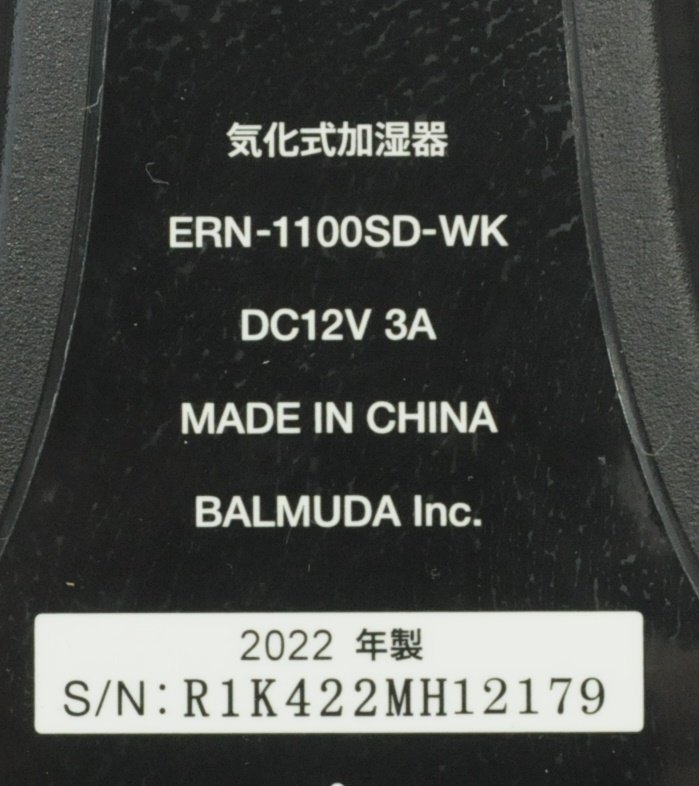 気化式加湿器
ERN-1100SD-WK
DC12V 3A
MADE IN CHINA
BALMUDA Inc.
2022 年製
S/N: R1K422MH12179